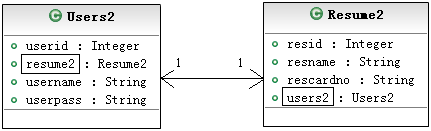 Users2
userid : Integer
resume2 : Resume2
username : String
userpass : String
1
1
Resume2
resid : Integer
resname : String
rescardno : String
users2 : Users2